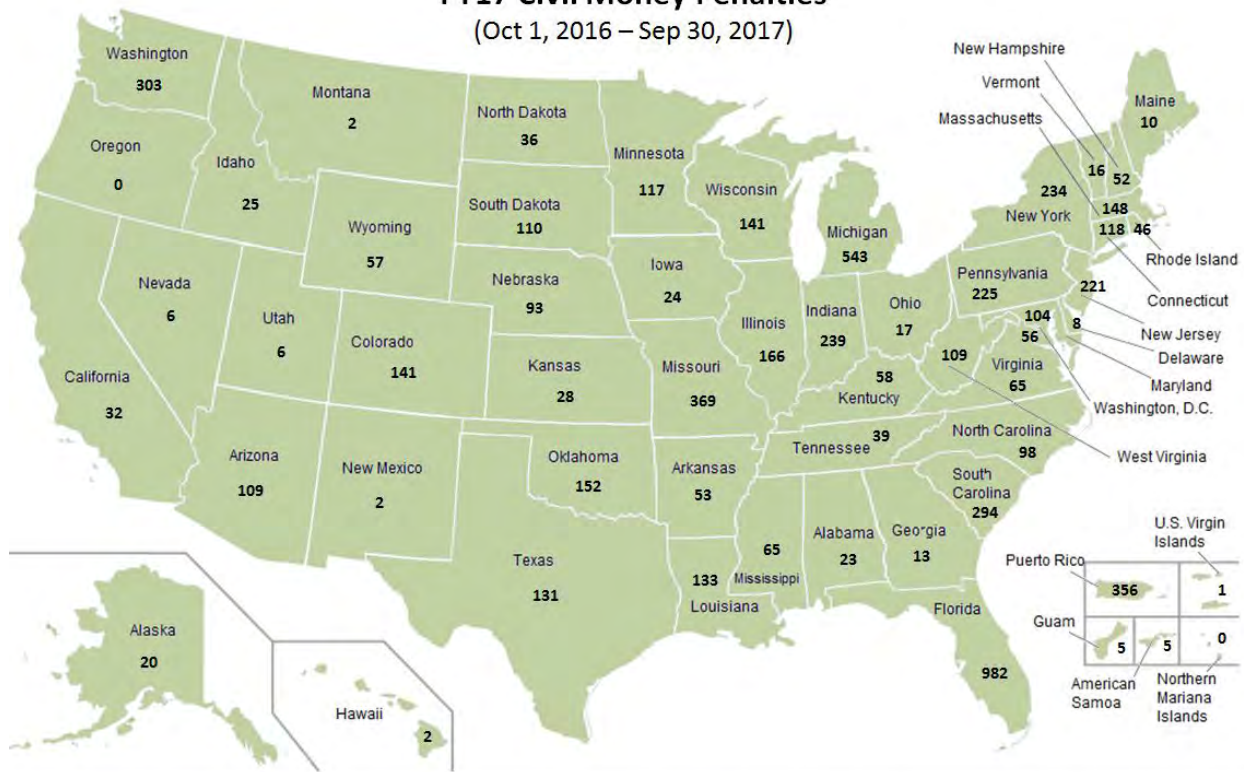 FY17 Civil Money Penalties
(Oct 1, 2016 – Sep 30, 2017)
Washington
303
Oregon
0
California
32
Idaho
25
Nevada
6
Montana
2
Wyoming
57
Utah
6
Arizona
109
Colorado
141
New Mexico
2
North Dakota
36
South Dakota
110
Nebraska
93
Kansas
28
Oklahoma
152
Texas
131
Minnesota
117
Iowa
24
Missouri
369
Arkansas
53
133
Louisiana
Wisconsin
141
Illinois
166
Michigan
543
Indiana
239
Ohio
17
58
Kentucky
39
Tennessee
65
Mississippi
Alabama
23
Georgia
13
Florida
982
South
Carolina
294
North Carolina
98
Virginia
65
109
West Virginia
Pennsylvania
225
234
New York
New Hampshire
52
Vermont
16
Massachusetts
148
Maine
10
118
46
Rhode Island
Connecticut
221
New Jersey
8
Delaware
104
Maryland
56
Washington, D.C.
Alaska
20
Hawaii
2
Puerto Rico
356
U.S. Virgin
Islands
1
Guam
5
American
Samoa
5
0
Northern
Mariana
Islands